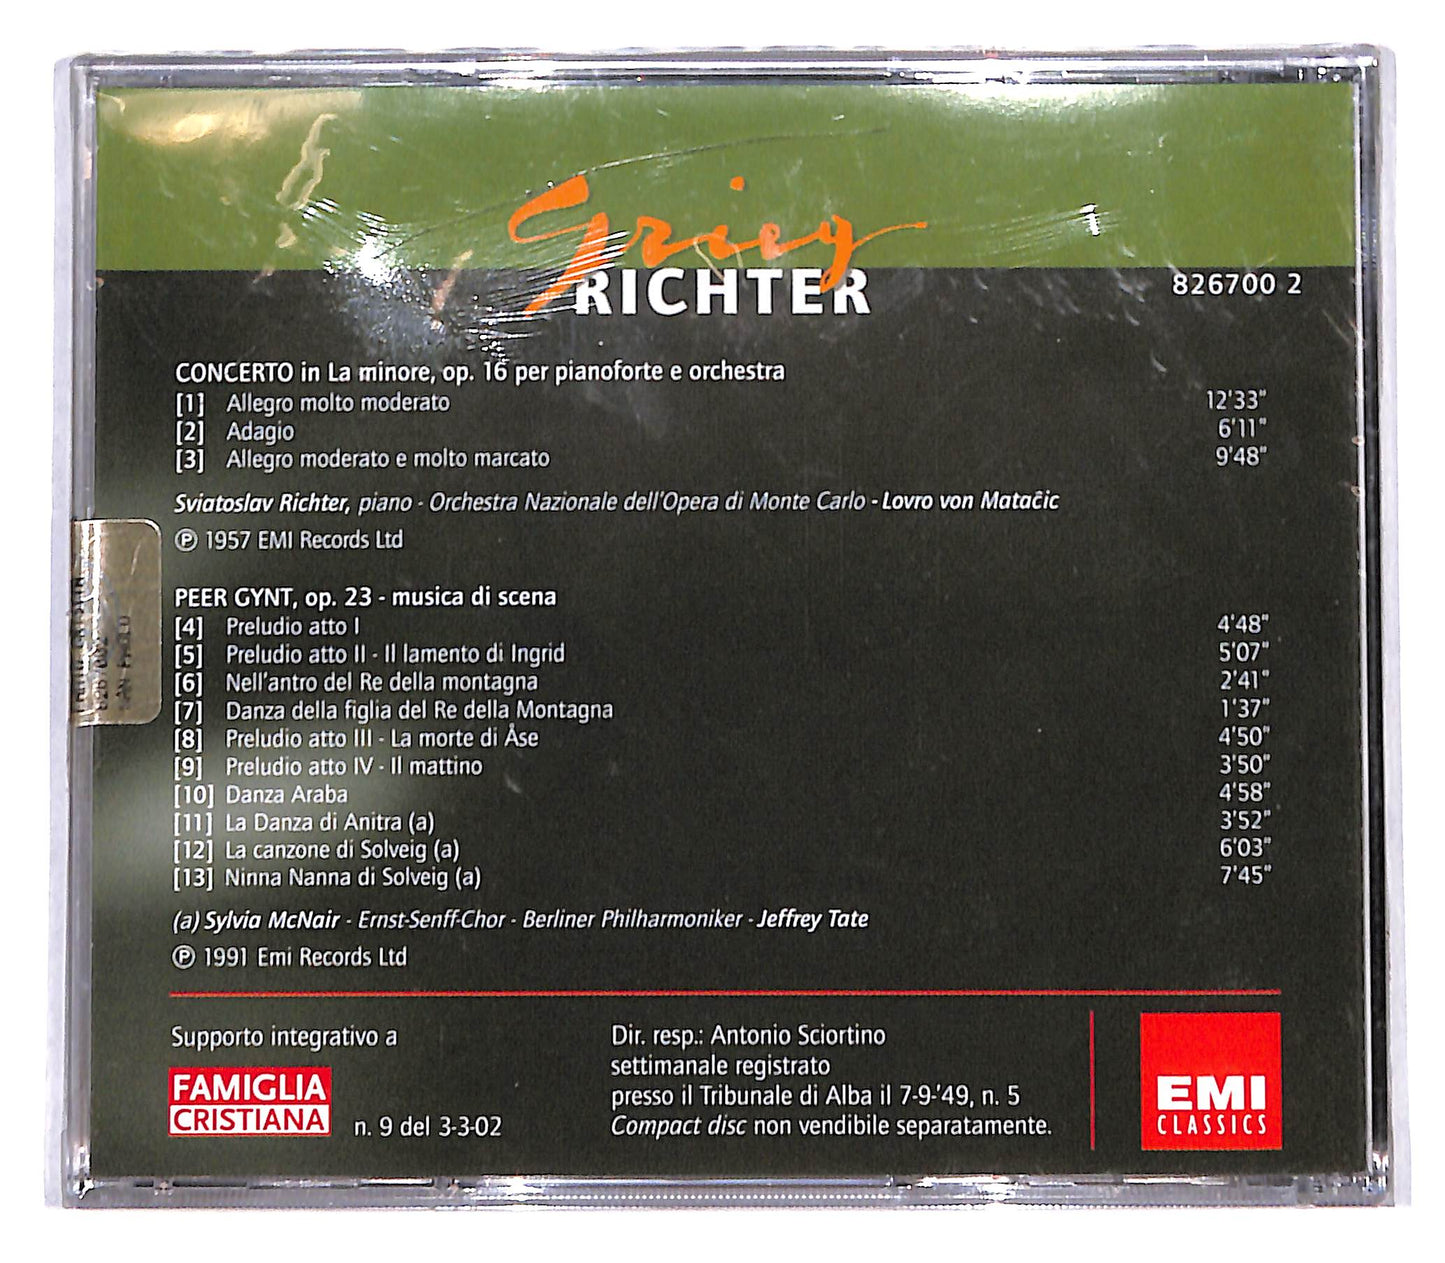 Grieg
RICHTER
826700 2
CONCERTO in La minore, op. 16 per pianoforte e orchestra
[1] Allegro molto moderato 12'33"
[2] Adagio 6'11"
[3] Allegro moderato e molto marcato 9'48"
Sviatoslav Richter, piano - Orchestra Nazionale dell'Opera di Monte Carlo - Lovro von Matačic
℗ 1957 EMI Records Ltd
PEER GYNT, op. 23 - musica di scena
[4] Preludio atto I 4'48"
[5] Preludio atto II - Il lamento di Ingrid 5'07"
[6] Nell'antro del Re della montagna 2'41"
[7] Danza della figlia del Re della Montagna 1'37"
[8] Preludio atto III - La morte di Åse 4'50"
[9] Preludio atto IV - Il mattino 3'50"
[10] Danza Araba 4'58"
[11] La Danza di Anitra (a) 3'52"
[12] La canzone di Solveig (a) 6'03"
[13] Ninna Nanna di Solveig (a) 7'45"
(a) Sylvia McNair - Ernst-Senff-Chor - Berliner Philharmoniker - Jeffrey Tate
℗ 1991 Emi Records Ltd
Supporto integrativo a
FAMIGLIA
CRISTIANA
n. 9 del 3-3-02
Dir. resp.: Antonio Sciortino
settimanale registrato
presso il Tribunale di Alba il 7-9-'49, n. 5
Compact disc non vendibile separatamente.
EMI
CLASSICS